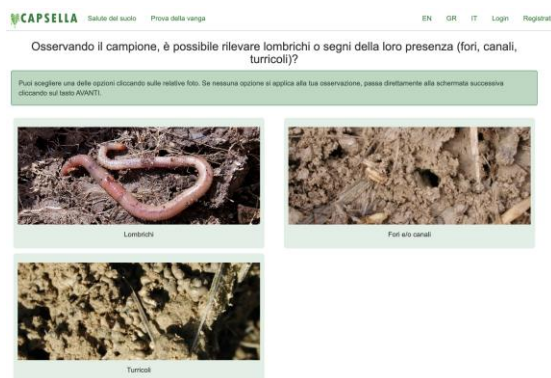 CAPSELLA Salute del suolo Prova della vanga EN GR IT Login Registrat
Osservando il campione, è possibile rilevare lombrichi o segni della loro presenza (fori, canali,
turricoli)?
Puoi scegliere una delle opzioni cliccando sulle relative foto. Se nessuna opzione si applica alla tua osservazione, passa direttamente alla schermata successiva
cliccando sul tasto AVANTI.
Lombrichi
Fori e/o canali
Turricoli